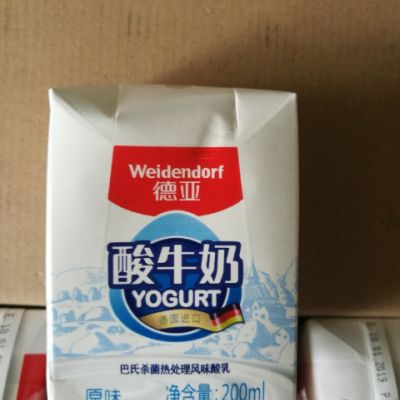 Weidendorf
德亚
酸牛奶
YOGURT
德国进口
巴氏杀菌热处理风味酸乳
原味 净含量:200ml